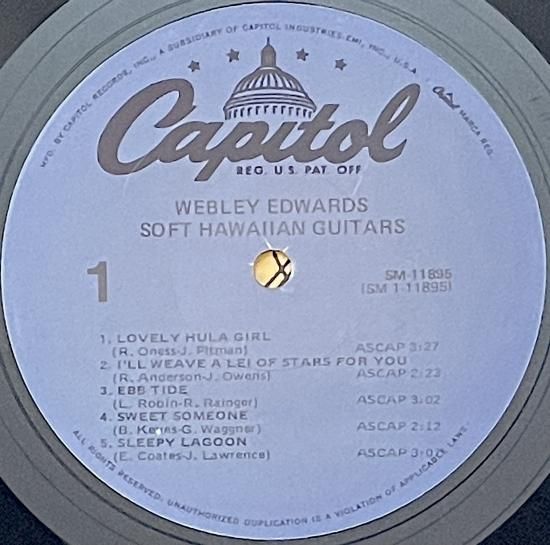 MFD. BY CAPITOL RECORDS, INC., A SUBSIDIARY OF CAPITOL INDUSTRIES-EMI, INC., U.S.A.
Capitol MARCA REG.
Capitol
REG. U.S. PAT. OFF
WEBLEY EDWARDS
SOFT HAWAIIAN GUITARS
1
SM-11895
(SM 1-11895)
1. LOVELY HULA GIRL
(R. Oness-J. Pitman) ASCAP 3:27
2. I'LL WEAVE A LEI OF STARS FOR YOU
(R. Anderson-J. Owens) ASCAP 2:23
3. EBB TIDE
(L. Robin-R. Rainger) ASCAP 3:02
4. SWEET SOMEONE
(B. Keyes-G. Waggner) ASCAP 2:12
5. SLEEPY LAGOON
(E. Coates-J. Lawrence) ASCAP
ALL RIGHTS RESERVED. UNAUTHORIZED DUPLICATION IS A VIOLATION OF APPLICABLE LAWS.